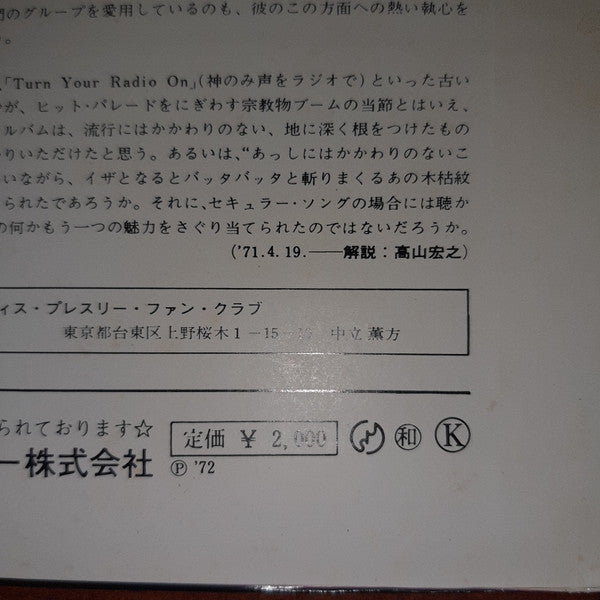 のグループを愛用しているのも、彼のこの方面への熱い執心を
。
「Turn Your Radio On」(神のみ声をラジオで)といった古い
が、ヒット・パレードをにぎわす宗教物ブームの当節とはいえ、
ルバムは、流行にはかかわりのない、地に深く根をつけたもの
りいただけたと思う。あるいは、“あっしにはかかわりのないこ
いながら、イザとなるとバッタバッタと斬りまくるあの木枯紋
られたであろうか。それに、セキュラー・ソングの場合には聴か
の何かもう一つの魅力をさぐり当てられたのではないだろうか。
('71.4.19.——解説：高山宏之)
ィス・プレスリー・ファン・クラブ
東京都台東区上野桜木1－15－ 中立 薫方
られております☆
定価 ¥ 2,000 和 K
ー株式会社 Ⓟ '72